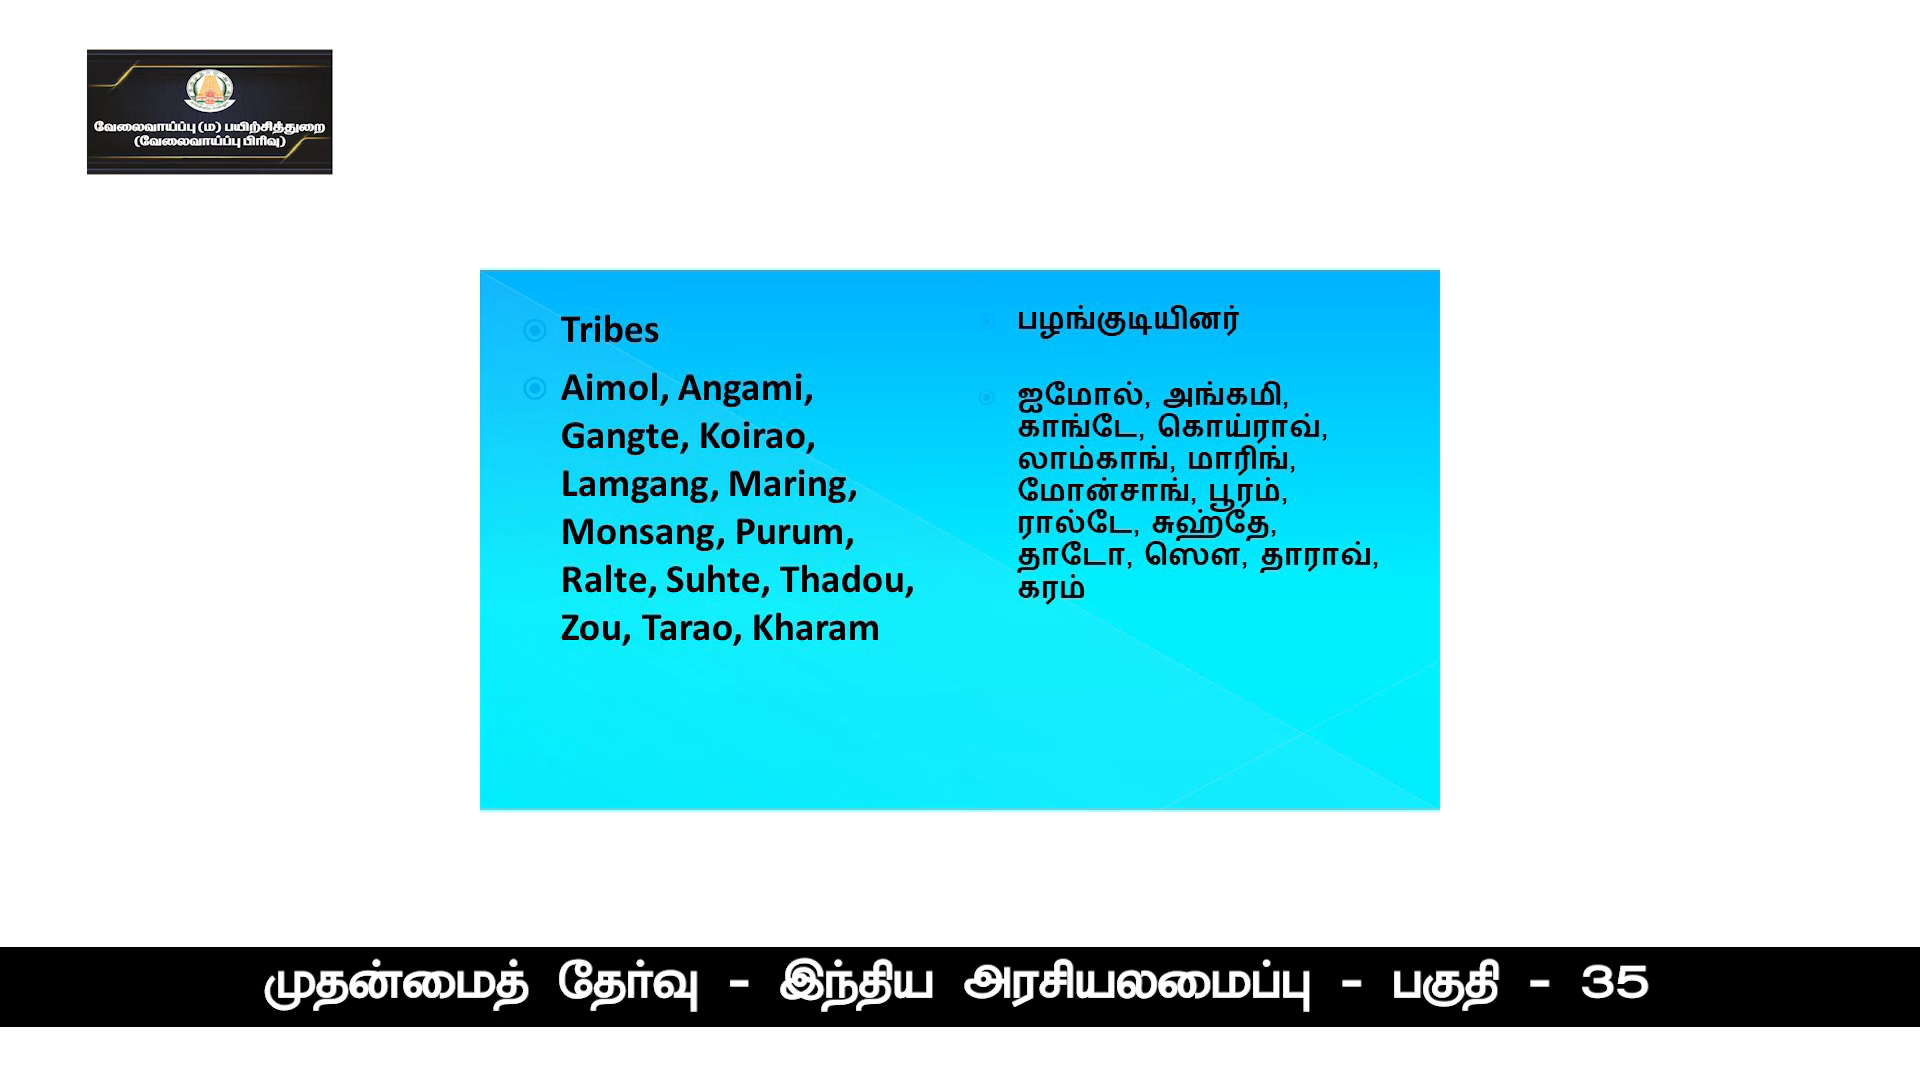 வேலைவாய்ப்பு (ம) பயிற்சித்துறை
(வேலைவாய்ப்பு பிரிவு)
Tribes
Aimol, Angami,
Gangte, Koirao,
Lamgang, Maring,
Monsang, Purum,
Ralte, Suhte, Thadou,
Zou, Tarao, Kharam
பழங்குடியினர்
ஐமோல், அங்கமி,
காங்டே, கொய்ராவ்,
லாம்காங், மாரிங்,
மோன்சாங், பூரம்,
ரால்டே, சுஹ்தே,
தாடோ, ஸௌ, தாராவ்,
கரம்
முதன்மைத் தேர்வு - இந்திய அரசியலமைப்பு - பகுதி - 35